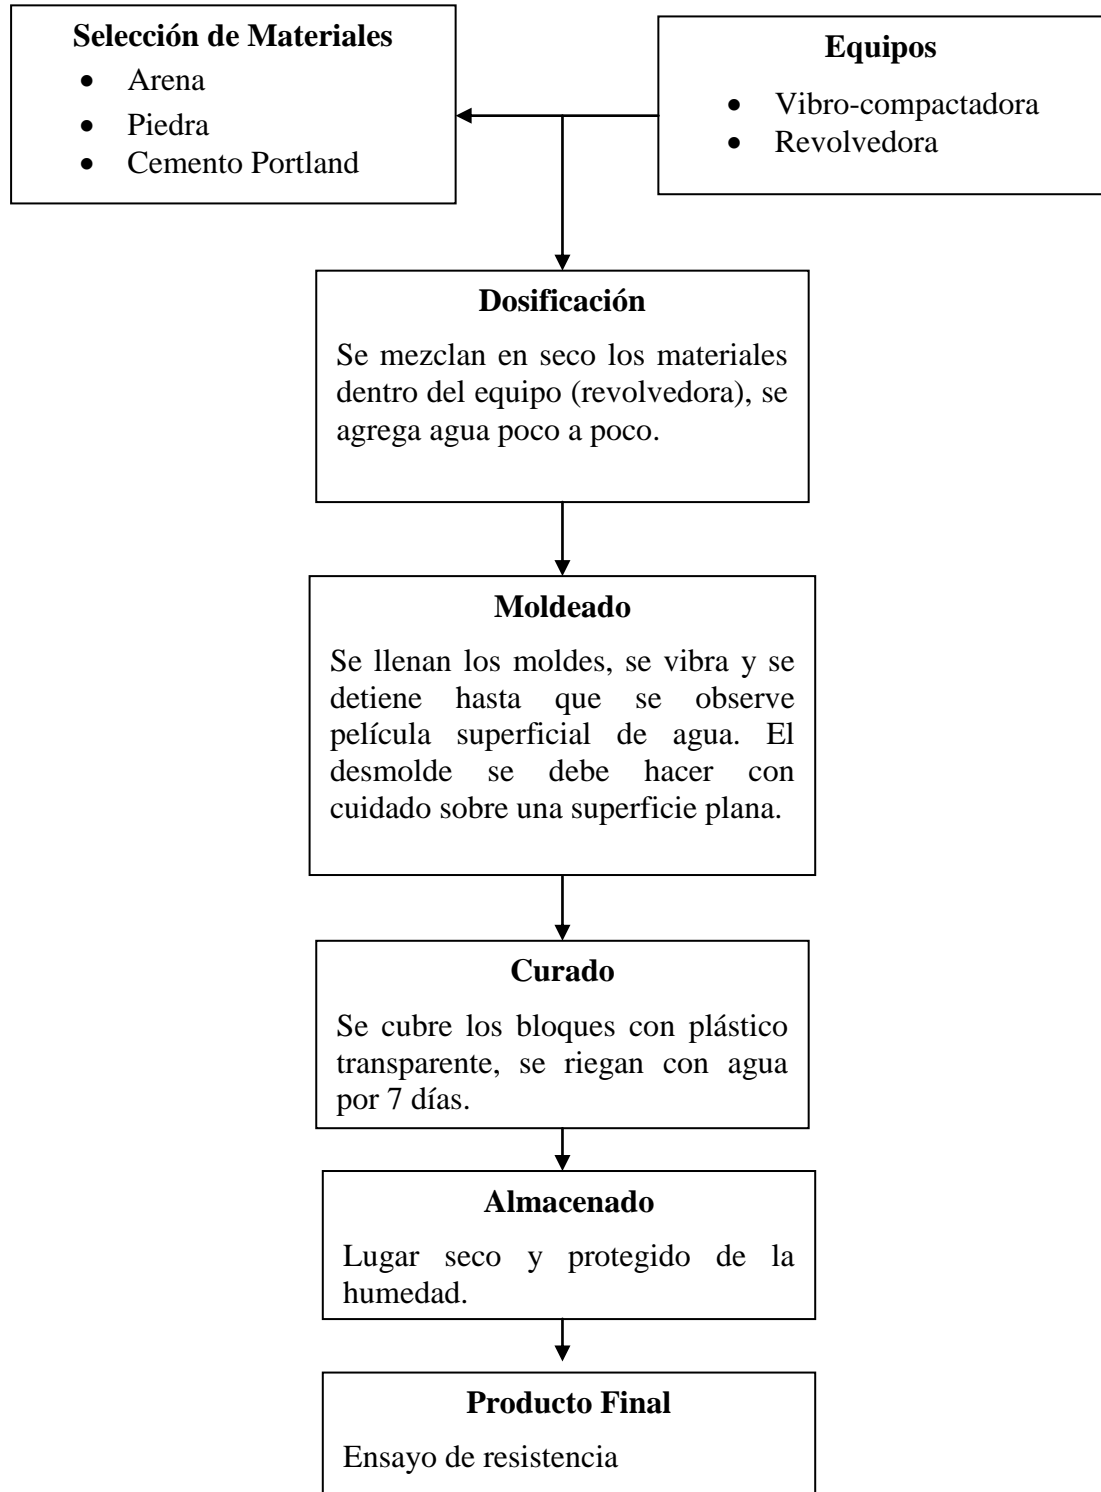 Selección de Materiales
• Arena
• Piedra
• Cemento Portland
Equipos
• Vibro-compactadora
• Revolvedora
Dosificación
Se mezclan en seco los materiales
dentro del equipo (revolvedora), se
agrega agua poco a poco.
Moldeado
Se llenan los moldes, se vibra y se
detiene hasta que se observe
película superficial de agua. El
desmolde se debe hacer con
cuidado sobre una superficie plana.
Curado
Se cubre los bloques con plástico
transparente, se riegan con agua
por 7 días.
Almacenado
Lugar seco y protegido de la
humedad.
Producto Final
Ensayo de resistencia